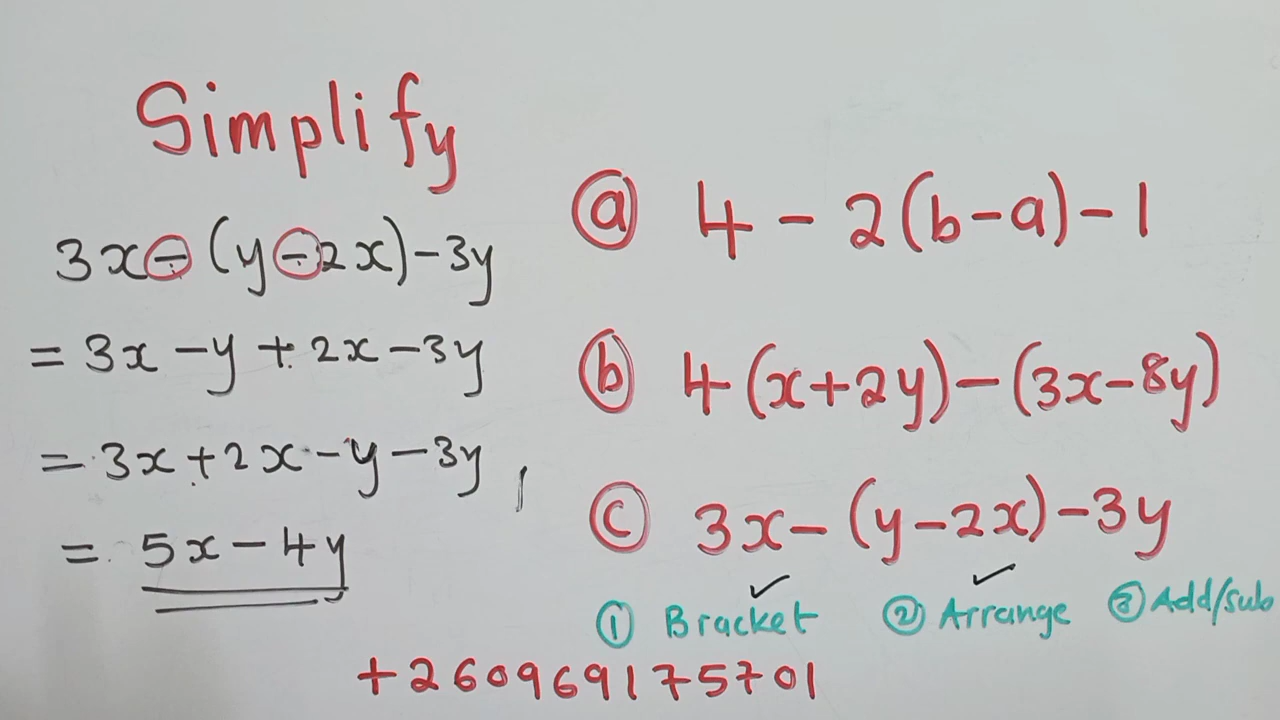 Simplify
3x - (y - 2x) - 3y
= 3x - y + 2x - 3y
= 3x + 2x - y - 3y
= 5x - 4y
(a) 4 - 2(b - a) - 1
(b) 4(x + 2y) - (3x - 8y)
(c) 3x - (y - 2x) - 3y
① Bracket ② Arrange ③ Add/sub
+260969175701